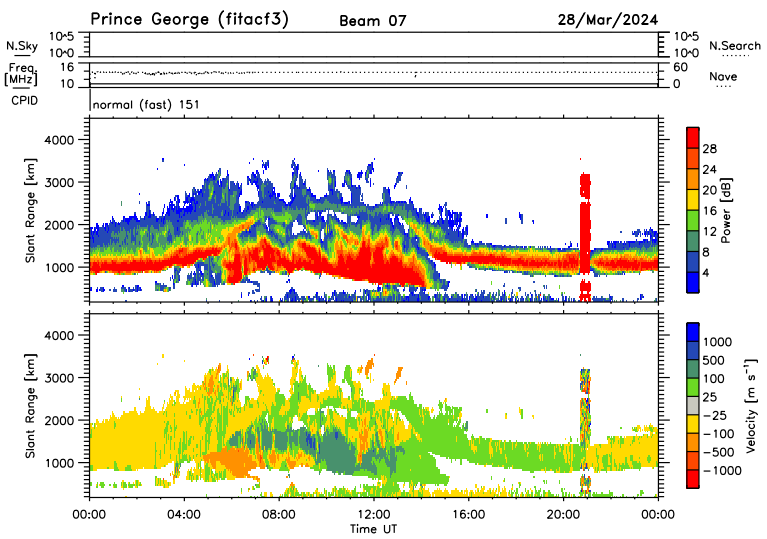 Prince George (fitacf3) Beam 07 28/Mar/2024
N.Sky 10^5 10^0 10^5 10^0 N.Search
Freq [MHz] 16 10 60 0 Nave
CPID normal (fast) 151
Slant Range [km] 4000 3000 2000 1000
28 24 20 16 12 8 4 Power [dB]
Slant Range [km] 4000 3000 2000 1000
1000 500 100 25 −25 −100 −500 −1000 Velocity [m s⁻¹]
00:00 04:00 08:00 12:00 16:00 20:00 00:00
Time UT